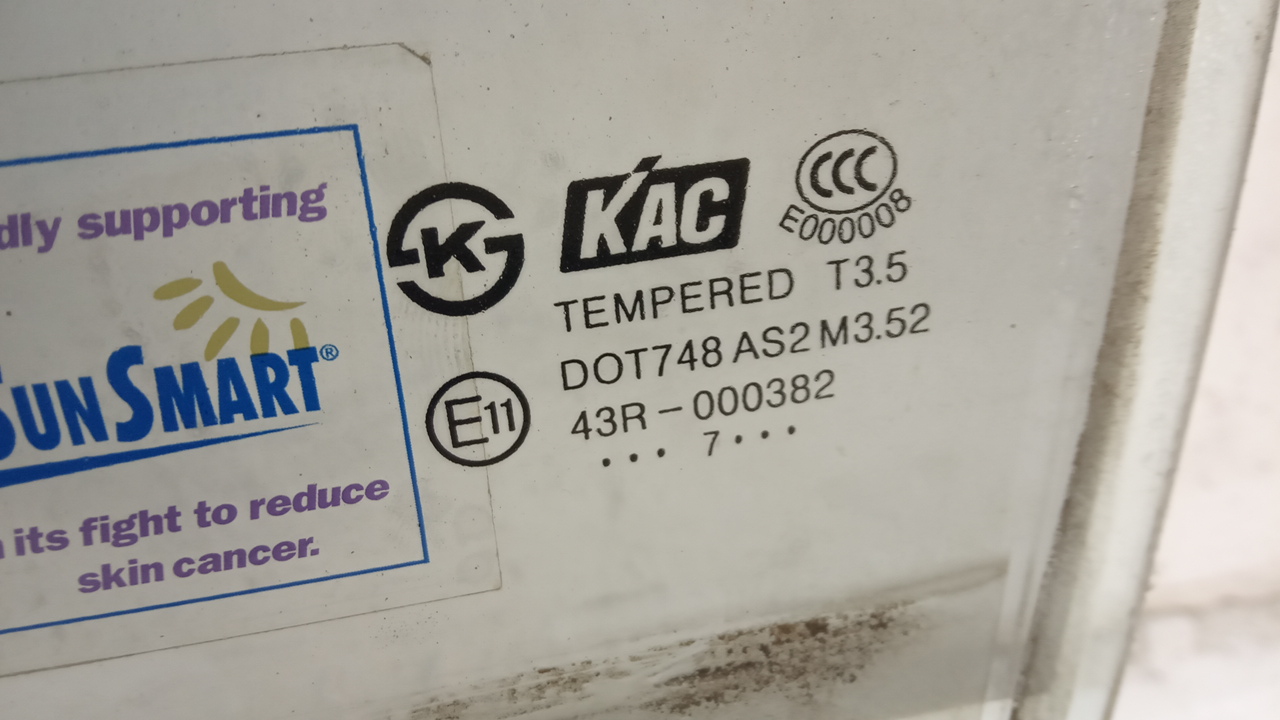 supporting
SUNSMART®
its fight to reduce
skin cancer.
K
KAC
CCC
E000008
TEMPERED T3.5
DOT748 AS2 M3.52
E11
43R-000382
... 7...